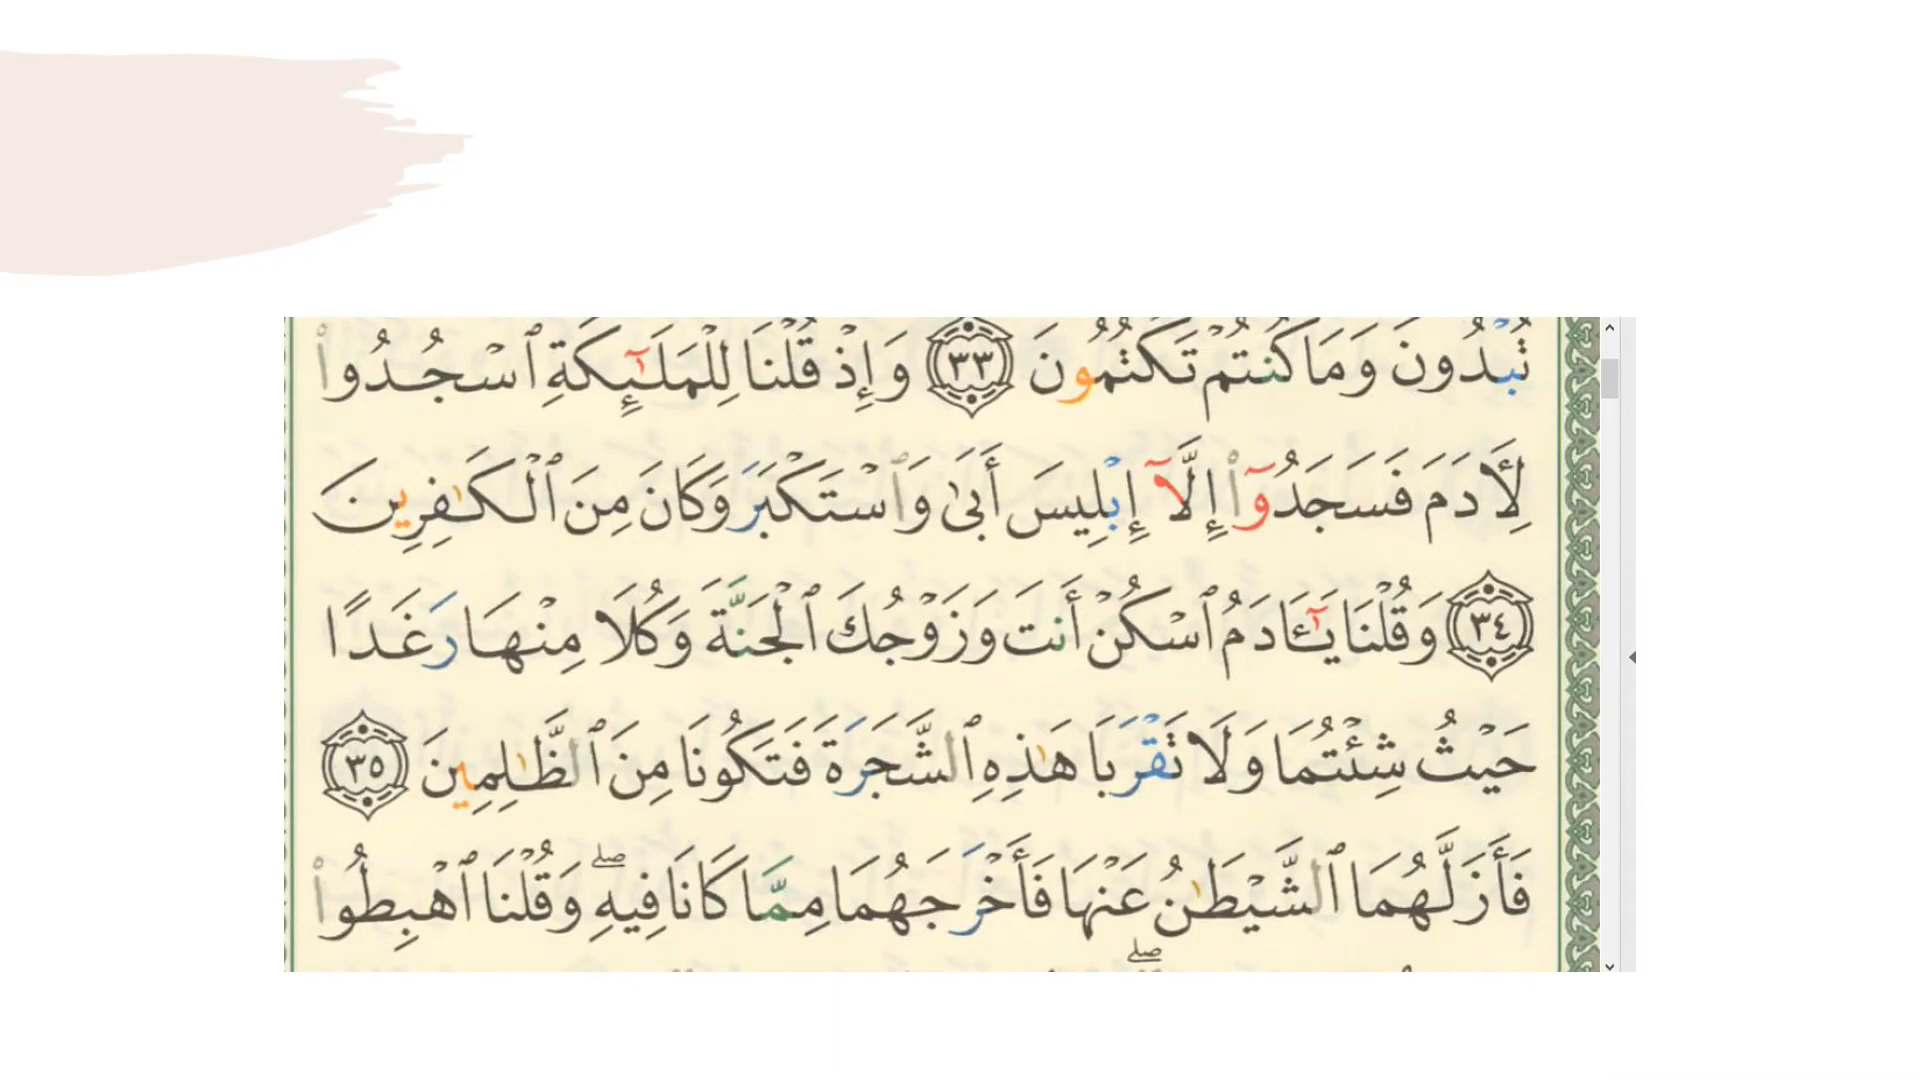 تُبْدُونَ وَمَا كُنتُمْ تَكْتُمُونَ ٣٣ وَإِذْ قُلْنَا لِلْمَلَـٰٓئِكَةِ ٱسْجُدُوا۟
لِـَٔادَمَ فَسَجَدُوٓا۟ إِلَّآ إِبْلِيسَ أَبَىٰ وَٱسْتَكْبَرَ وَكَانَ مِنَ ٱلْكَـٰفِرِينَ
٣٤ وَقُلْنَا يَـٰٓـَٔادَمُ ٱسْكُنْ أَنتَ وَزَوْجُكَ ٱلْجَنَّةَ وَكُلَا مِنْهَا رَغَدًا
حَيْثُ شِئْتُمَا وَلَا تَقْرَبَا هَـٰذِهِ ٱلشَّجَرَةَ فَتَكُونَا مِنَ ٱلظَّـٰلِمِينَ ٣٥
فَأَزَلَّهُمَا ٱلشَّيْطَـٰنُ عَنْهَا فَأَخْرَجَهُمَا مِمَّا كَانَا فِيهِ ۖ وَقُلْنَا ٱهْبِطُوا۟